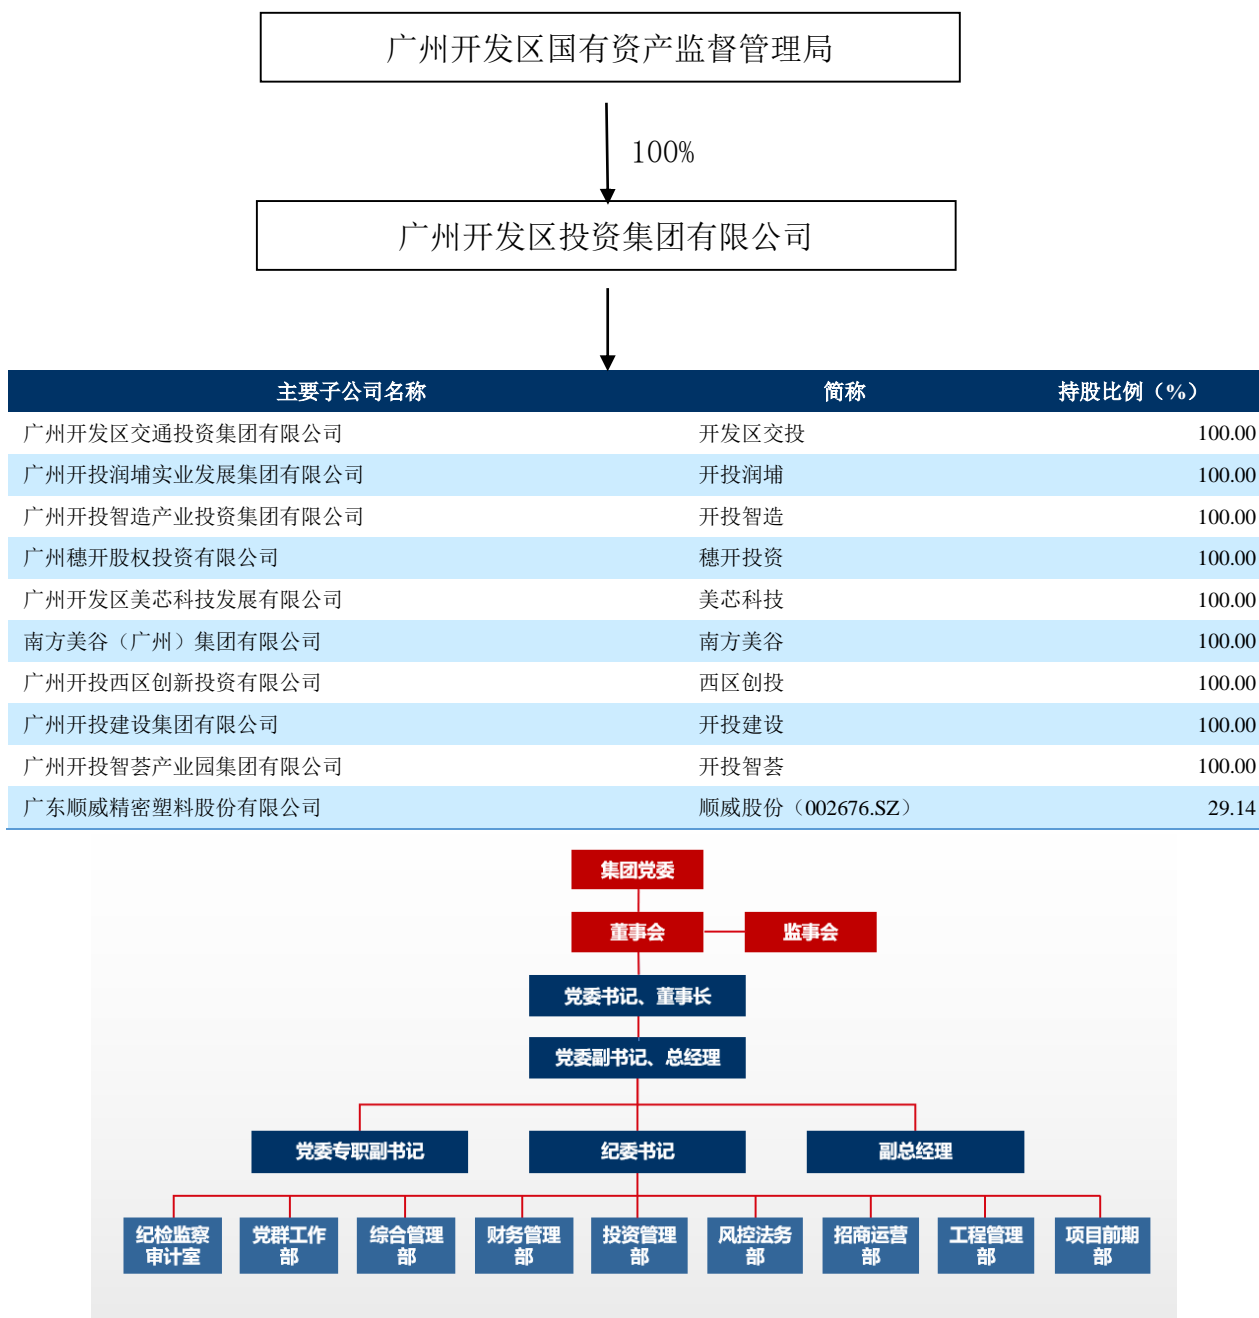 广州开发区国有资产监督管理局
100%
广州开发区投资集团有限公司
主要子公司名称 简称 持股比例（%）
广州开发区交通投资集团有限公司 开发区交投 100.00
广州开投润埔实业发展集团有限公司 开投润埔 100.00
广州开投智造产业投资集团有限公司 开投智造 100.00
广州穗开股权投资有限公司 穗开投资 100.00
广州开发区美芯科技发展有限公司 美芯科技 100.00
南方美谷（广州）集团有限公司 南方美谷 100.00
广州开投西区创新投资有限公司 西区创投 100.00
广州开投建设集团有限公司 开投建设 100.00
广州开投智荟产业园集团有限公司 开投智荟 100.00
广东顺威精密塑料股份有限公司 顺威股份（002676.SZ） 29.14
集团党委
董事会 监事会
党委书记、董事长
党委副书记、总经理
党委专职副书记 纪委书记 副总经理
纪检监察 党群工作 综合管理 财务管理 投资管理 风控法务 招商运营 工程管理 项目前期
审计室 部 部 部 部 部 部 部 部